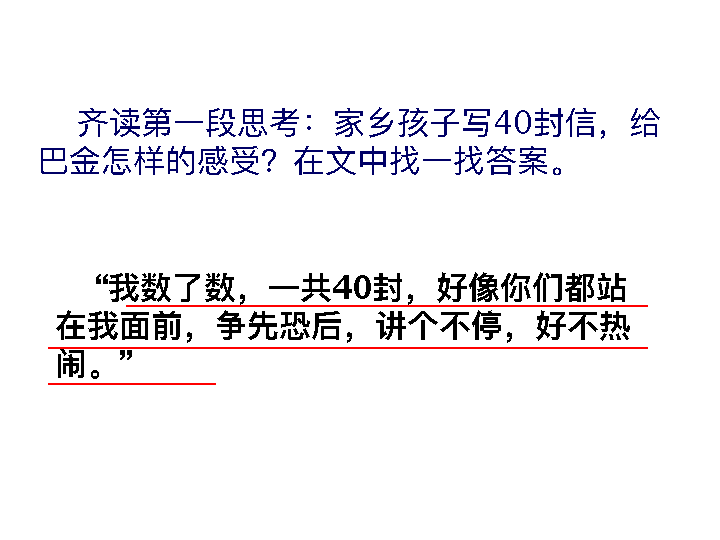 齐读第一段思考：家乡孩子写40封信，给
巴金怎样的感受？在文中找一找答案。
“我数了数，一共40封，好像你们都站
在我面前，争先恐后，讲个不停，好不热
闹。”